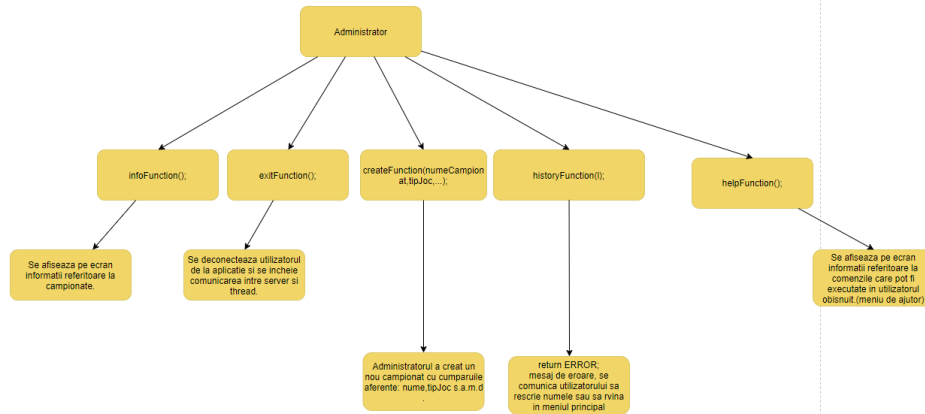 Administrator
infoFunction();
exitFunction();
createFunction(numeCampion
at,tipJoc,...);
historyFunction(l);
helpFunction();
Se afiseaza pe ecran
informatii referitoare la
campionate.
Se deconecteaza utilizatorul
de la aplicatie si se incheie
comunicarea intre server si
thread.
Se afiseaza pe ecran
informatii referitoare la
comenzile care pot fi
executate in utilizatorul
obisnuit.(meniu de ajutor)
Administratorul a creat un
nou campionat cu cumparuile
aferente: nume,tipJoc s.a.m.d
.
return ERROR;
mesaj de eroare, se
comunica utilizatorului sa
rescrie numele sau sa rvina
in meniul principal